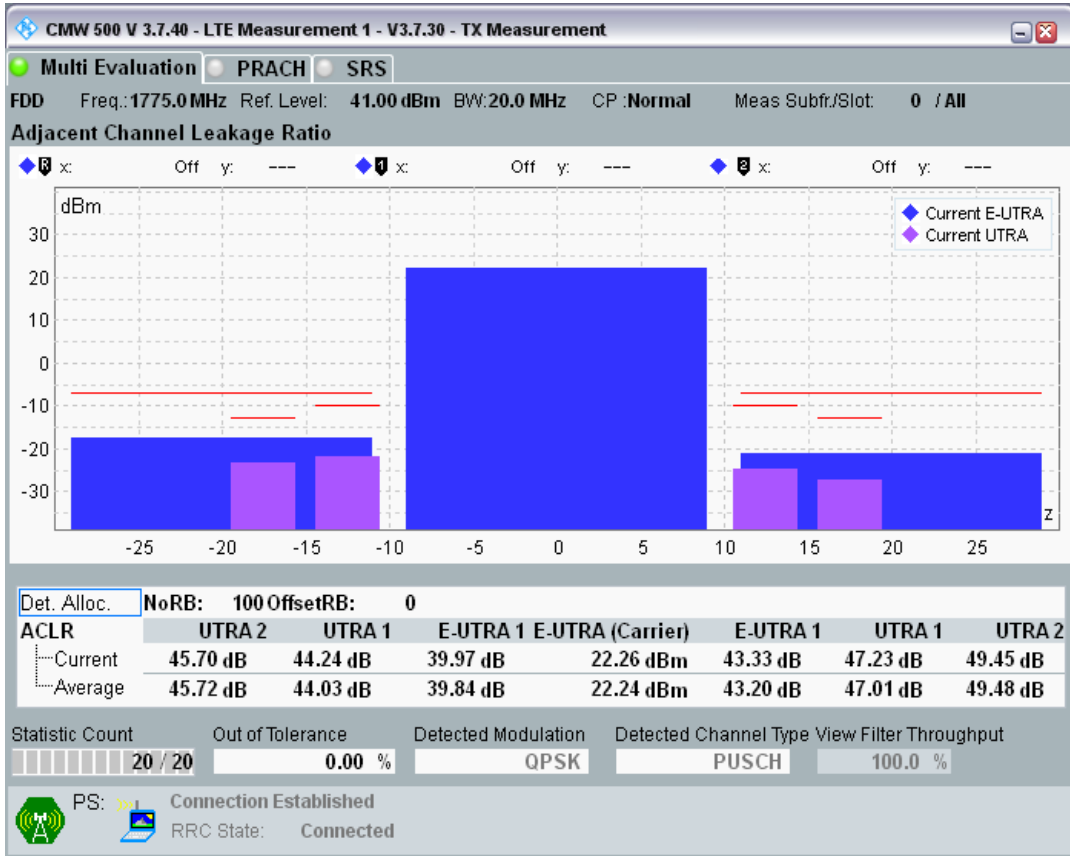 CMW 500 V 3.7.40 - LTE Measurement 1 - V3.7.30 - TX Measurement
Multi Evaluation PRACH SRS
FDD Freq.:1775.0 MHz Ref. Level: 41.00 dBm BW:20.0 MHz CP :Normal Meas Subfr./Slot: 0 / All
Adjacent Channel Leakage Ratio
R x: Off y: --- 1 x: Off y: --- 2 x: Off y: ---
dBm
Current E-UTRA
Current UTRA
30
20
10
0
-10
-20
-30
z
-25 -20 -15 -10 -5 0 5 10 15 20 25
Det. Alloc. NoRB: 100 OffsetRB: 0
ACLR UTRA 2 UTRA 1 E-UTRA 1 E-UTRA (Carrier) E-UTRA 1 UTRA 1 UTRA 2
Current 45.70 dB 44.24 dB 39.97 dB 22.26 dBm 43.33 dB 47.23 dB 49.45 dB
Average 45.72 dB 44.03 dB 39.84 dB 22.24 dBm 43.20 dB 47.01 dB 49.48 dB
Statistic Count Out of Tolerance Detected Modulation Detected Channel Type View Filter Throughput
20 / 20 0.00 % QPSK PUSCH 100.0 %
PS: Connection Established
RRC State: Connected